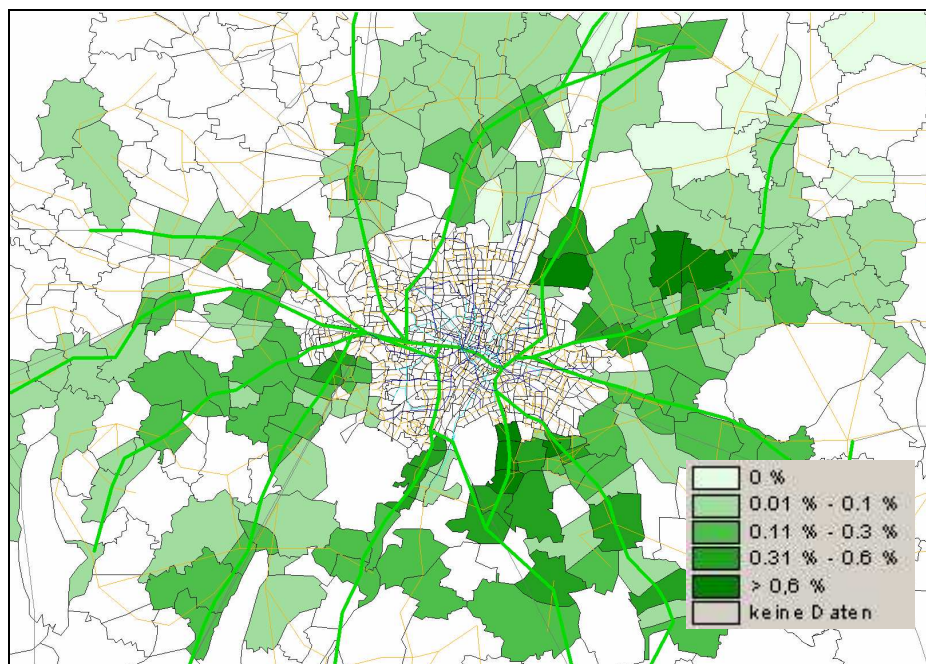 0 %
0.01 % - 0.1 %
0.11 % - 0.3 %
0.31 % - 0.6 %
> 0,6 %
keine Daten